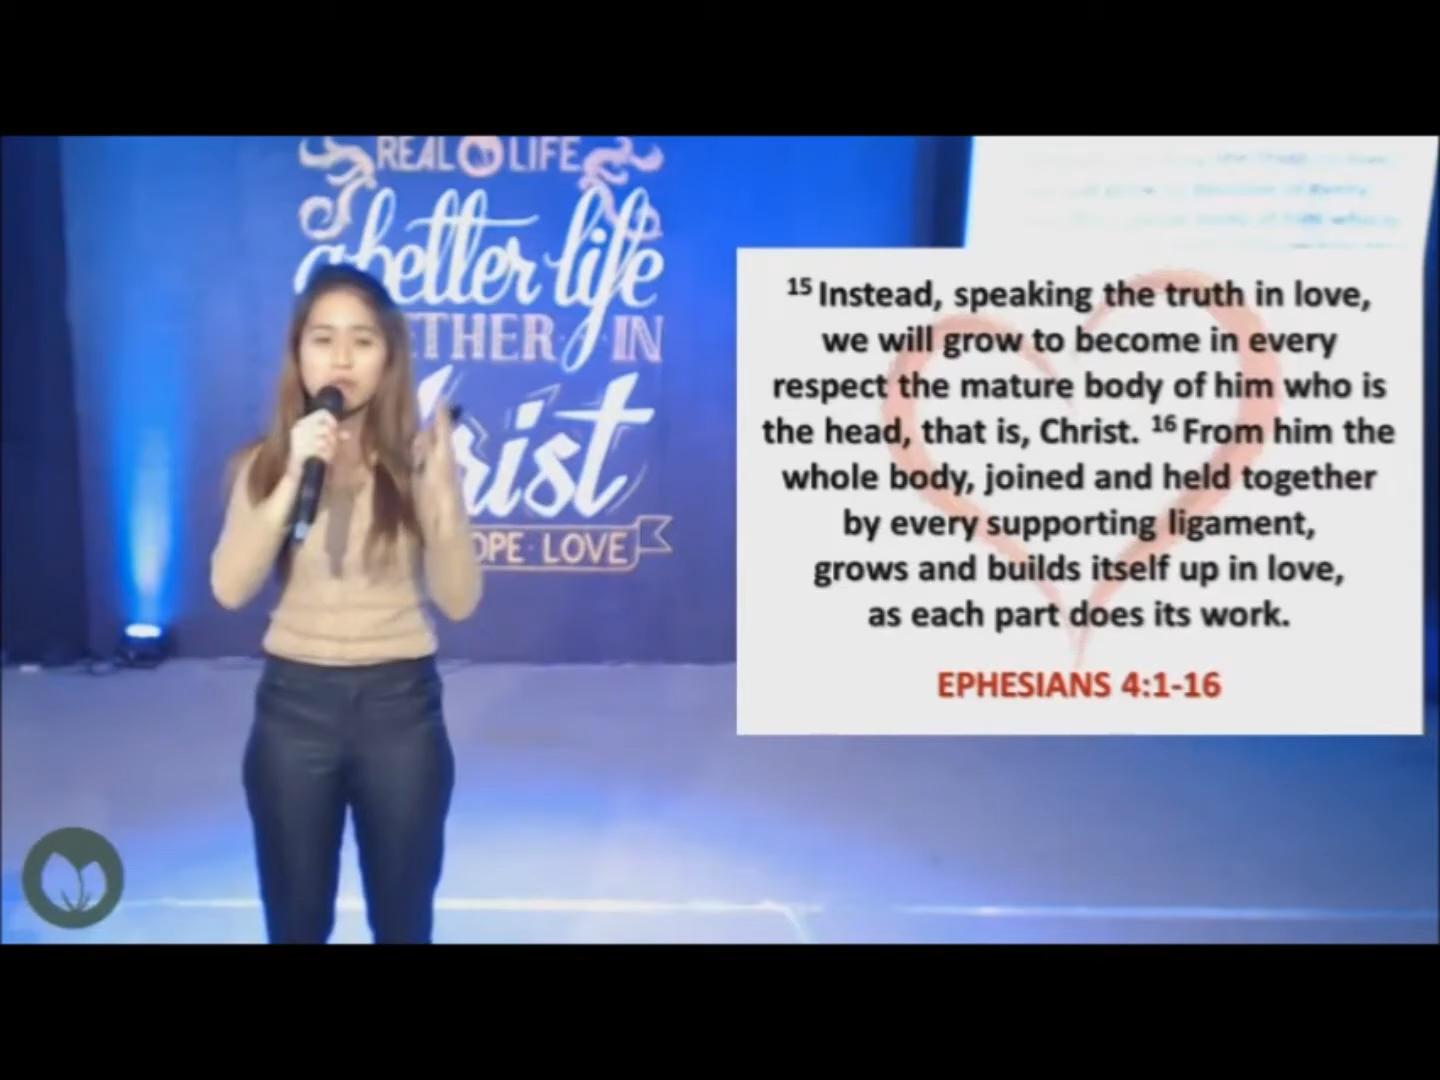 REAL LIFE
a better life
ETHER IN
rist
OPE · LOVE
15 Instead, speaking the truth in love,
we will grow to become in every
respect the mature body of him who is
the head, that is, Christ. 16 From him the
whole body, joined and held together
by every supporting ligament,
grows and builds itself up in love,
as each part does its work.
EPHESIANS 4:1-16